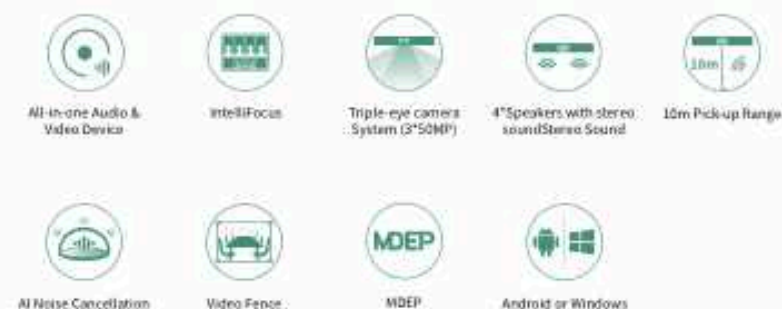 10m
All-in-one Audio &
Video Device
IntelliFocus
Triple-eye camera
System (3*50MP)
4*Speakers with stereo
soundStereo Sound
10m Pick-up Range
MDEP
AI Noise Cancellation
Video Fence
MDEP
Android or Windows